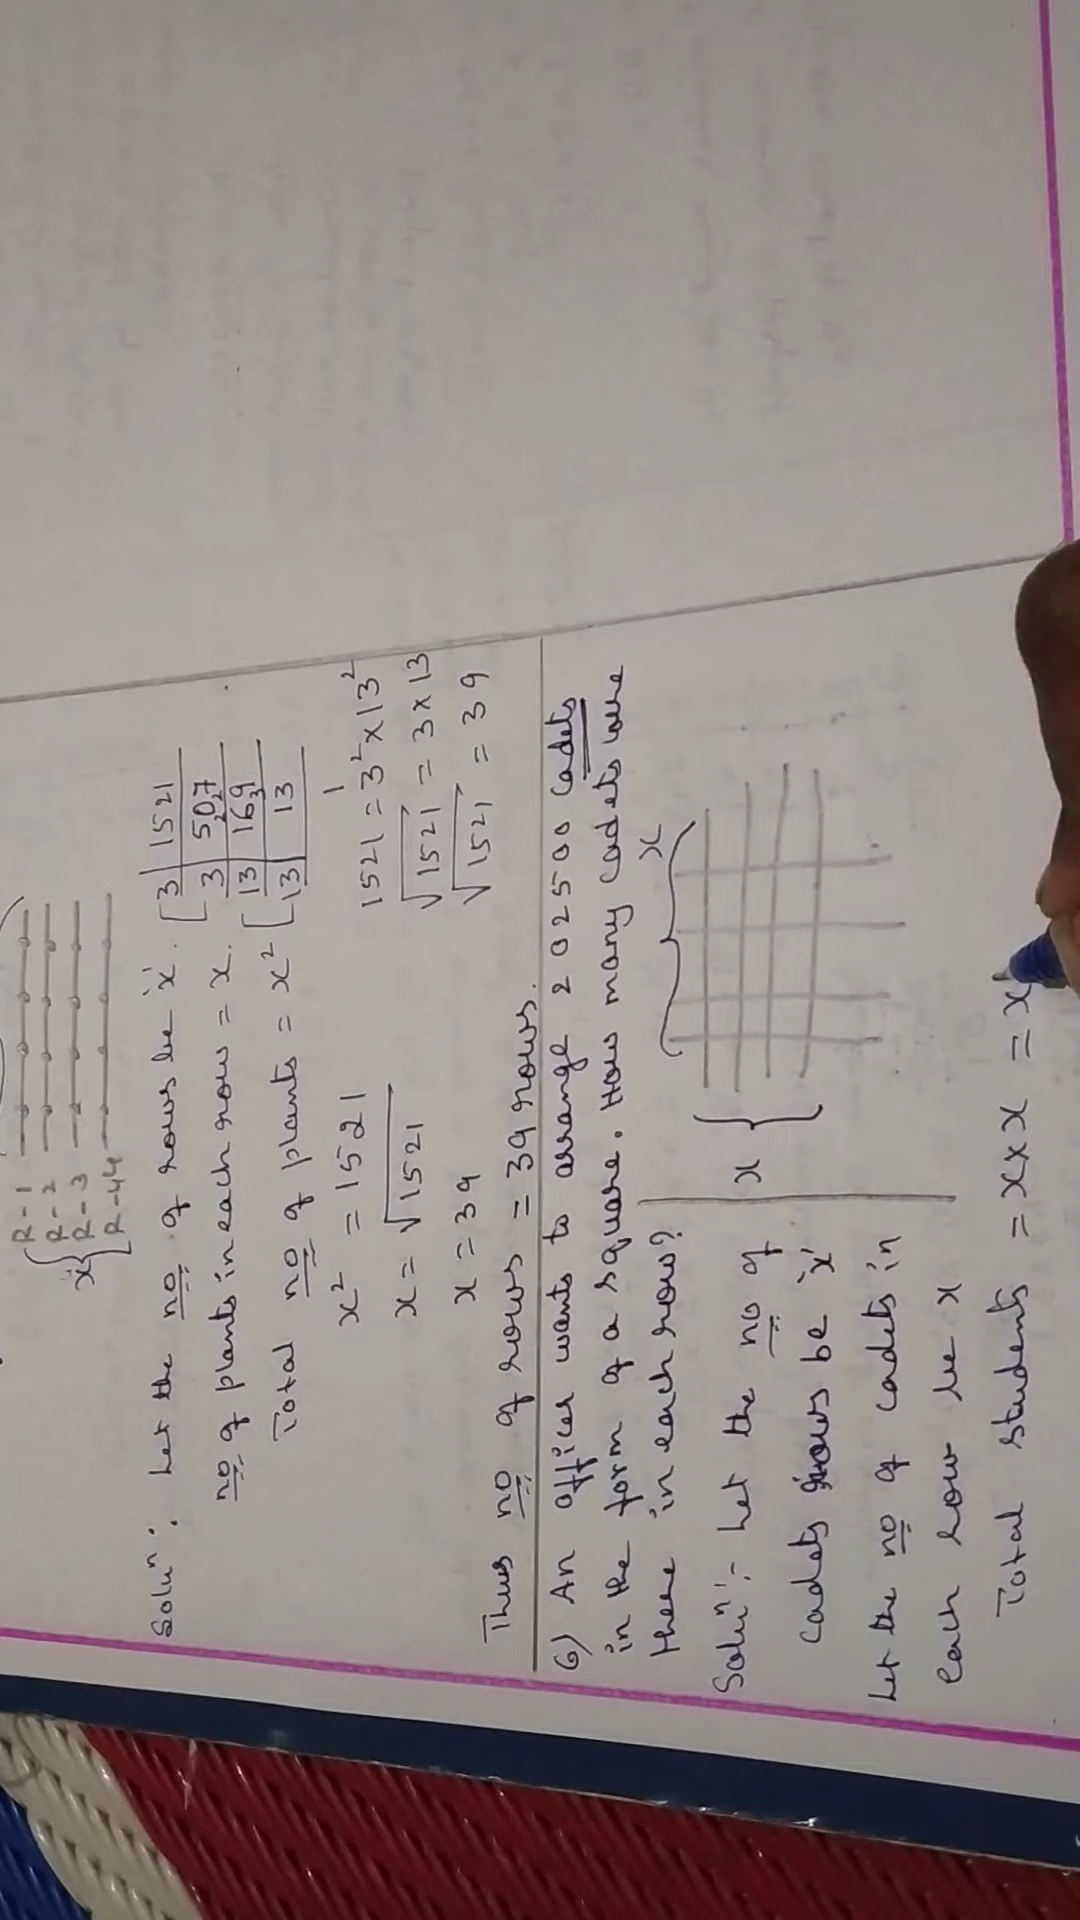 R-1
R-2
R-3
R-44
x
Solun: Let the no of rows be 'x'.
no of plants in each row = x.
Total no of plants = x²
x² = 1521
x = √1521
x = 39
3 | 1521
3 | 507
13 | 169
13 | 13
1
1521 = 3² x 13²
√1521 = 3 x 13
√1521 = 39
Thus no of rows = 39 rows.
6) An officer wants to arrange 202500 cadets
in the form of a square. How many cadets were
there in each row?
Solun:- Let the no of
cadets rows be 'x'
Let the no of cadets in
each row be x
x
x
Total students = x x x = x